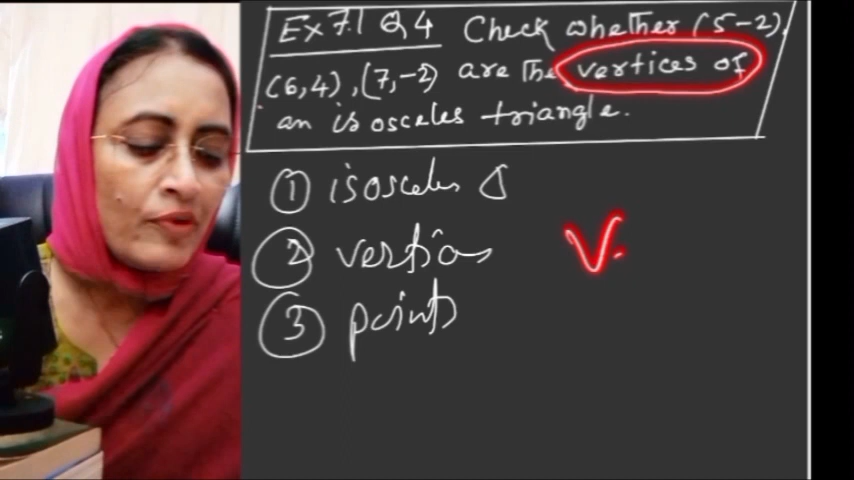 Ex 7.1 Q 4 Check whether (5-2),
(6,4), (7,-2) are the vertices of
an isosceles triangle.
① isosceles Δ
② vertices V.
③ points